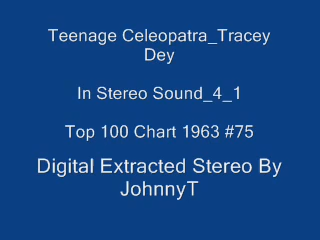 Teenage Celeopatra_Tracey
Dey
In Stereo Sound_4_1
Top 100 Chart 1963 #75
Digital Extracted Stereo By
JohnnyT